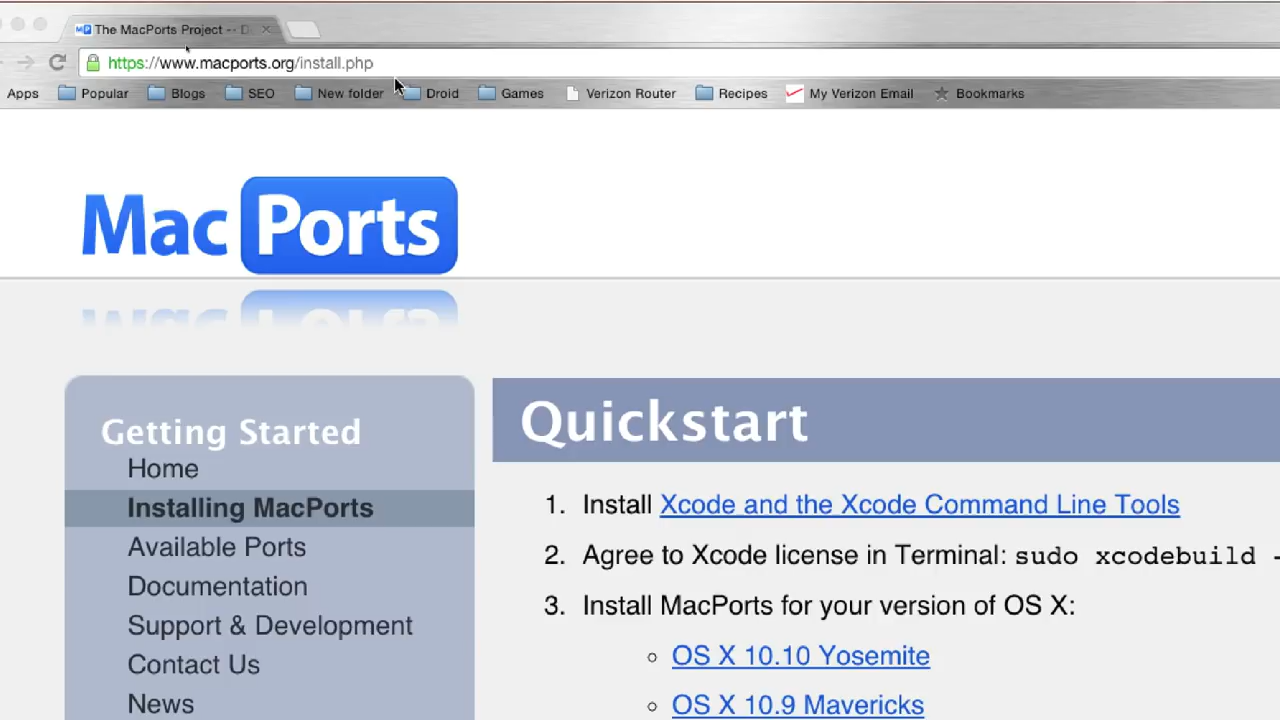 The MacPorts Project -- D
https://www.macports.org/install.php
Apps Popular Blogs SEO New folder Droid Games Verizon Router Recipes My Verizon Email Bookmarks
MacPorts
Getting Started
Home
Installing MacPorts
Available Ports
Documentation
Support & Development
Contact Us
News
Quickstart
1. Install Xcode and the Xcode Command Line Tools
2. Agree to Xcode license in Terminal: sudo xcodebuild -
3. Install MacPorts for your version of OS X:
OS X 10.10 Yosemite
OS X 10.9 Mavericks